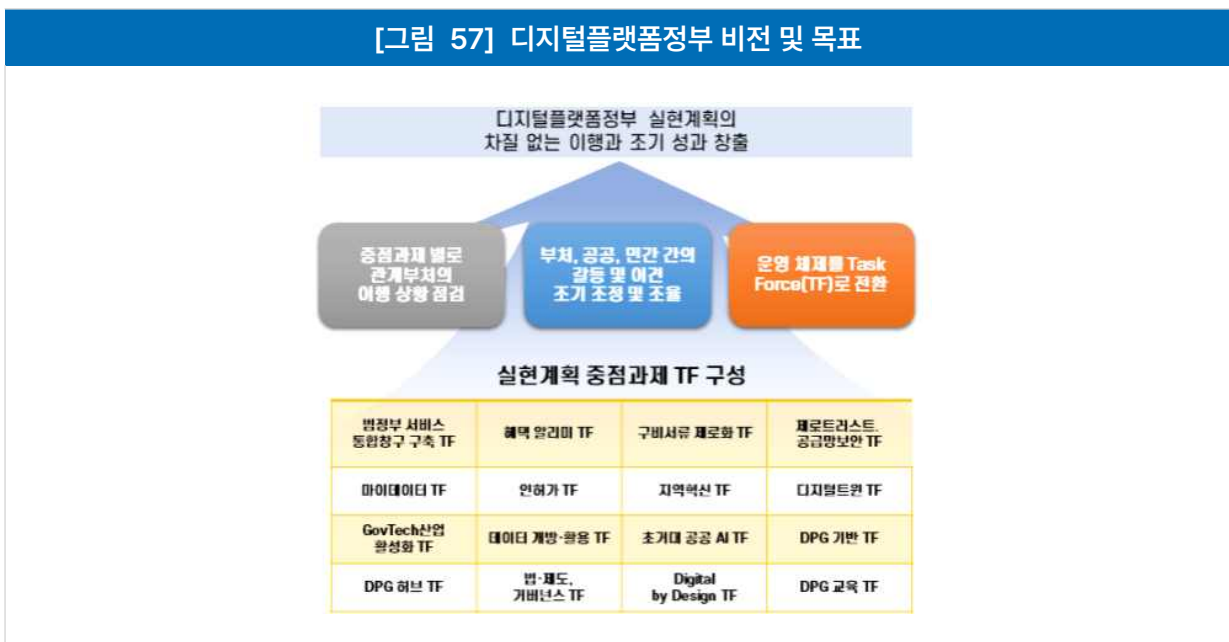 [그림 57] 디지털플랫폼정부 비전 및 목표
디지털플랫폼정부 실현계획의
차질 없는 이행과 조기 성과 창출
중점과제 별로
관계부처의
이행 상황 점검
부처, 공공, 민간 간의
갈등 및 이견
조기 조정 및 조율
운영 체제를 Task
Force(TF)로 전환
실현계획 중점과제 TF 구성
범정부 서비스
통합창구 구축 TF
혜택 알리미 TF
구비서류 제로화 TF
제로트러스트.
공급망보안 TF
마이데이터 TF
인허가 TF
지역혁신 TF
디지털트윈 TF
GovTech산업
활성화 TF
데이터 개방·활용 TF
초거대 공공 AI TF
DPG 기반 TF
DPG 허브 TF
법·제도,
거버넌스 TF
Digital
by Design TF
DPG 교육 TF